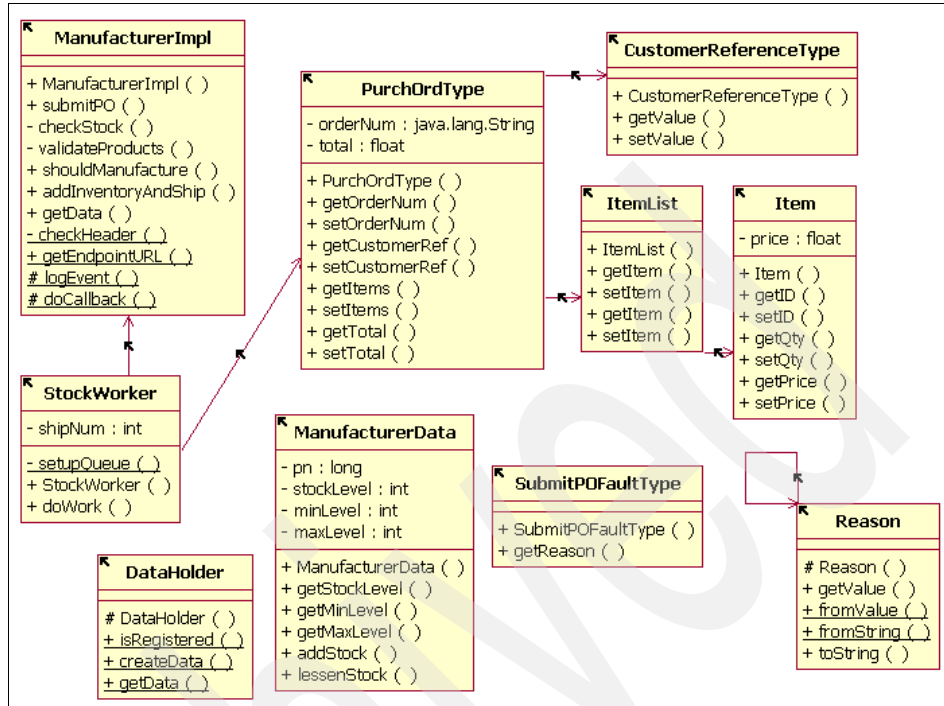 ManufacturerImpl
+ ManufacturerImpl ( )
+ submitPO ( )
- checkStock ( )
- validateProducts ( )
+ shouldManufacture ( )
+ addInventoryAndShip ( )
+ getData ( )
- checkHeader ( )
+ getEndpointURL ( )
# logEvent ( )
# doCallback ( )
PurchOrdType
- orderNum : java.lang.String
- total : float
+ PurchOrdType ( )
+ getOrderNum ( )
+ setOrderNum ( )
+ getCustomerRef ( )
+ setCustomerRef ( )
+ getItems ( )
+ setItems ( )
+ getTotal ( )
+ setTotal ( )
CustomerReferenceType
+ CustomerReferenceType ( )
+ getValue ( )
+ setValue ( )
ItemList
+ ItemList ( )
+ getItem ( )
+ setItem ( )
+ getItem ( )
+ setItem ( )
Item
- price : float
+ Item ( )
+ getID ( )
+ setID ( )
+ getQty ( )
+ setQty ( )
+ getPrice ( )
+ setPrice ( )
StockWorker
- shipNum : int
- setupQueue ( )
+ StockWorker ( )
+ doWork ( )
ManufacturerData
- pn : long
- stockLevel : int
- minLevel : int
- maxLevel : int
+ ManufacturerData ( )
+ getStockLevel ( )
+ getMinLevel ( )
+ getMaxLevel ( )
+ addStock ( )
+ lessenStock ( )
SubmitPOFaultType
+ SubmitPOFaultType ( )
+ getReason ( )
Reason
# Reason ( )
+ getValue ( )
+ fromValue ( )
+ fromString ( )
+ toString ( )
DataHolder
# DataHolder ( )
+ isRegistered ( )
+ createData ( )
+ getData ( )